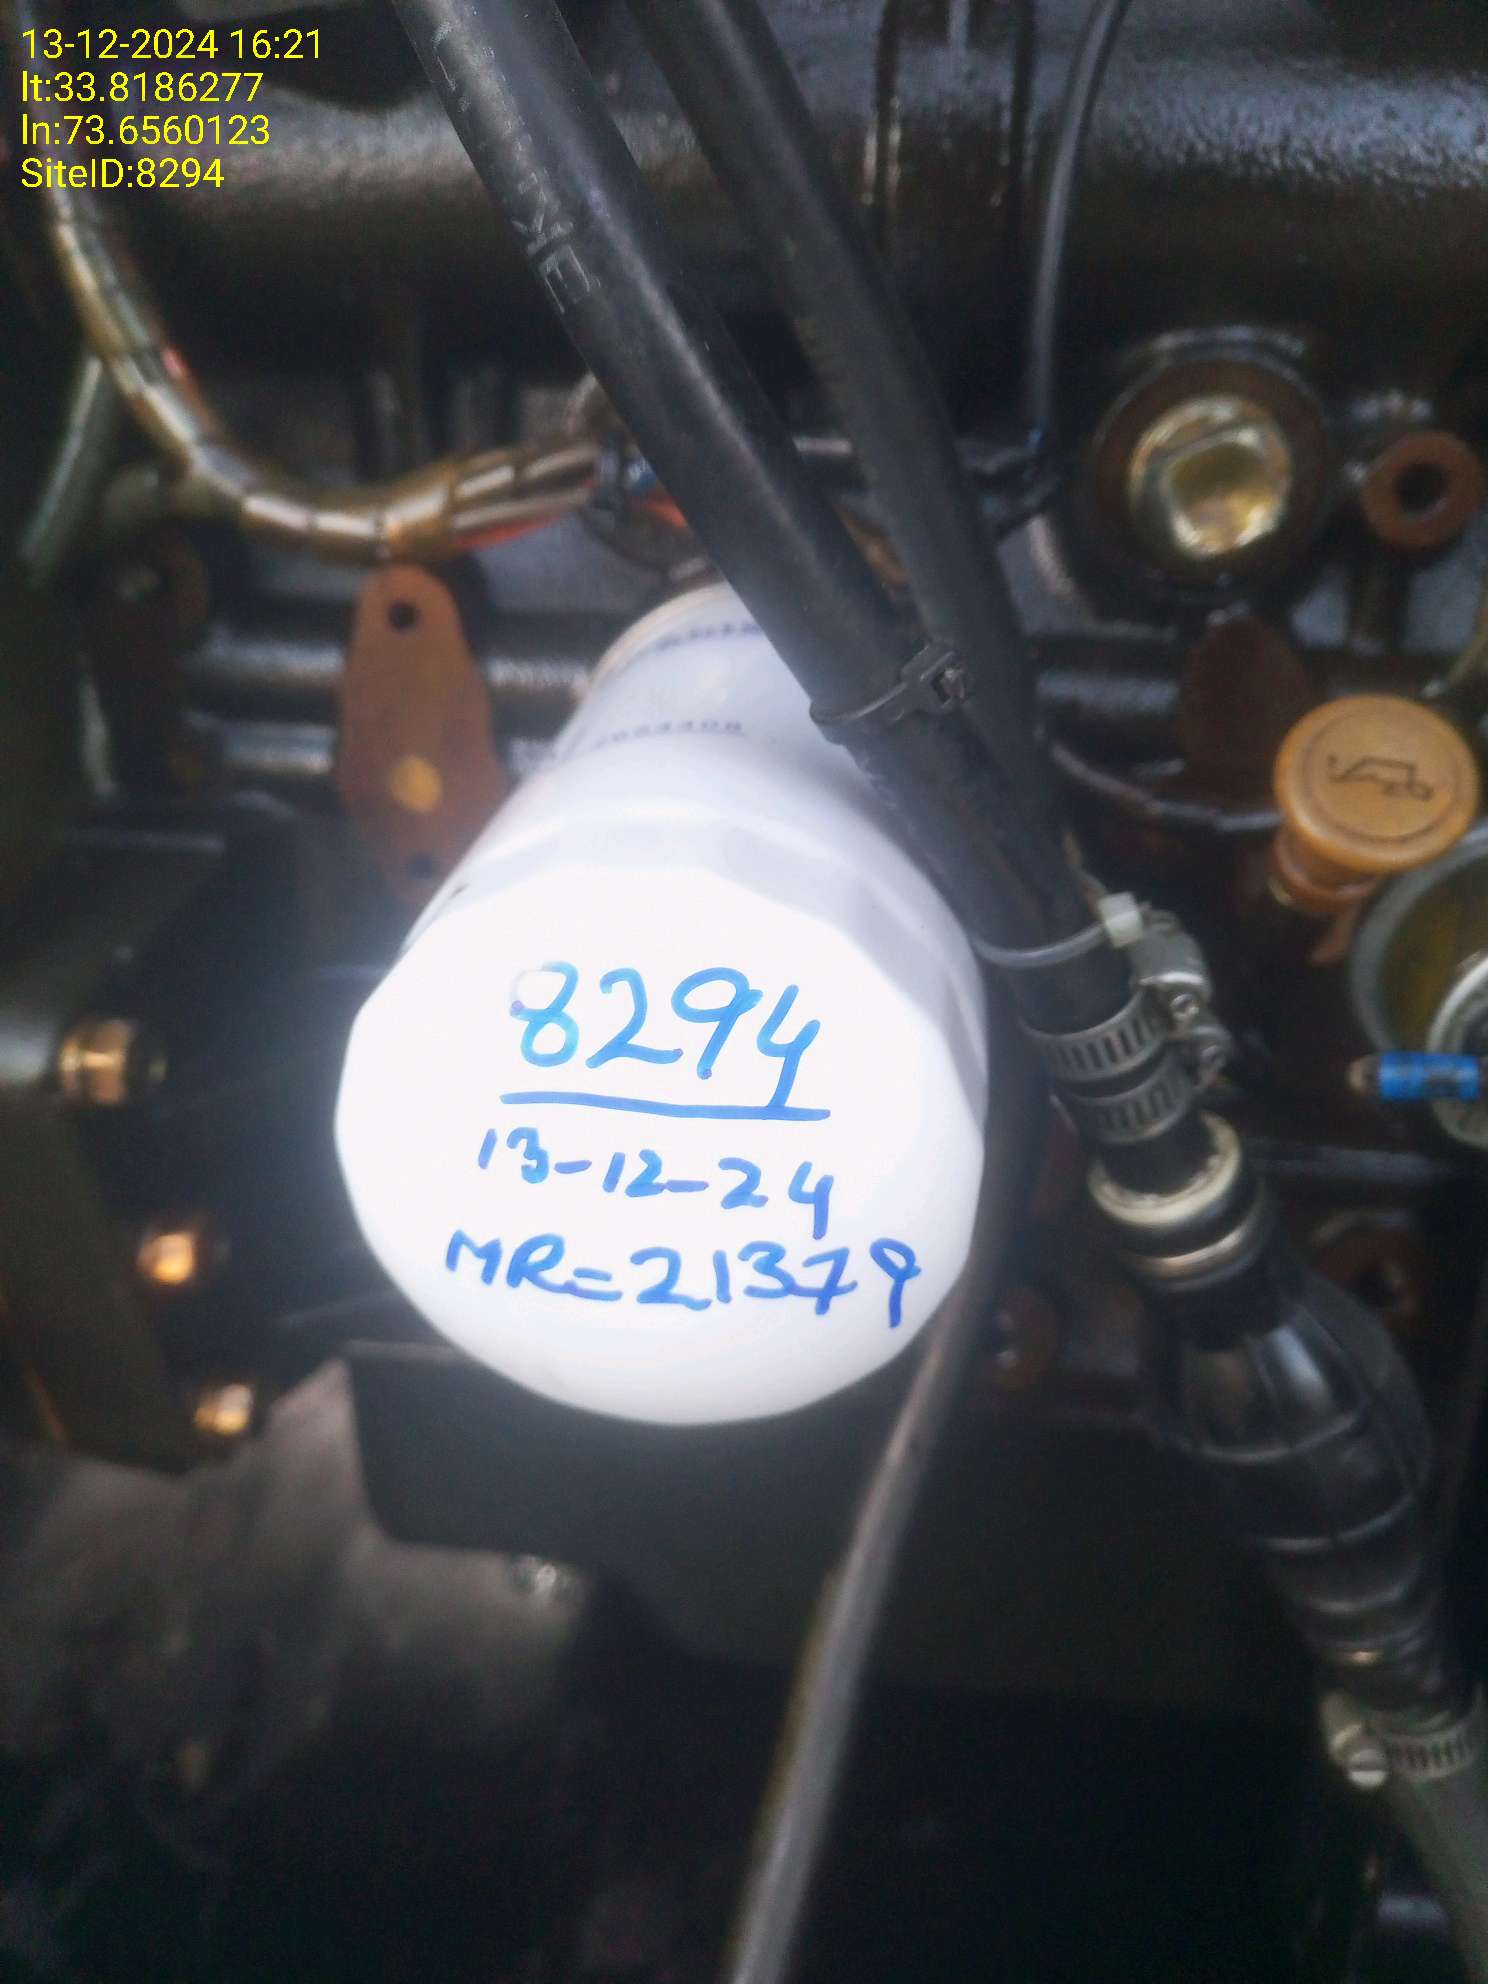 13-12-2024 16:21
lt:33.8186277
ln:73.6560123
SiteID:8294
8294
13-12-24
MR=21379